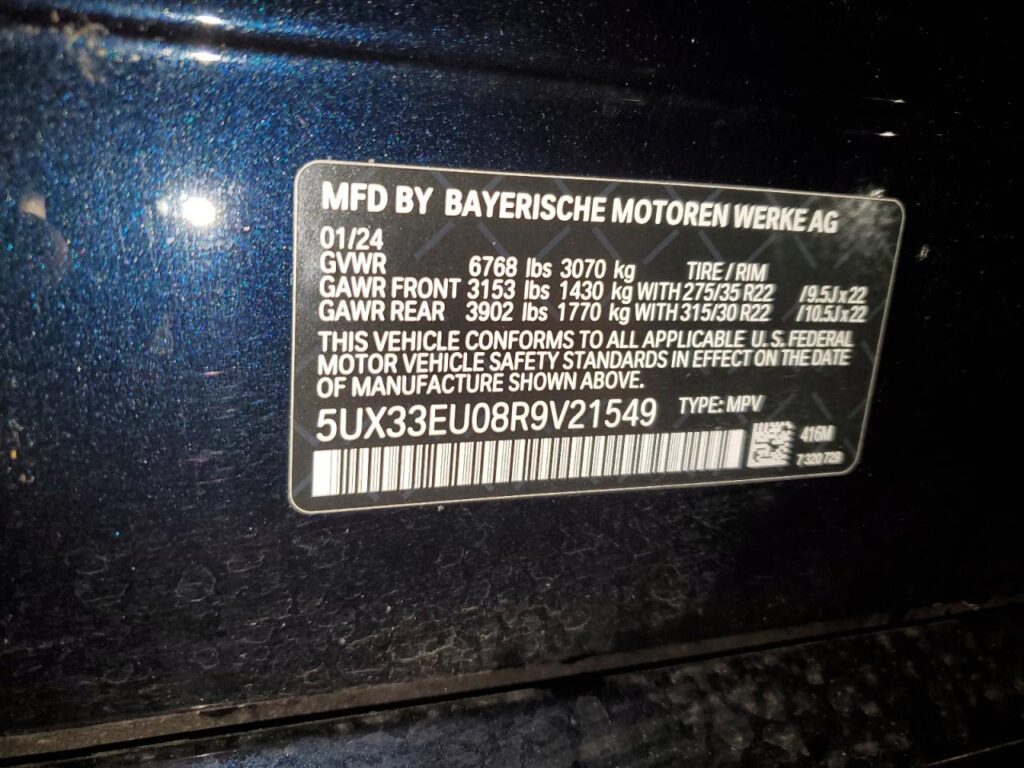 MFD BY BAYERISCHE MOTOREN WERKE AG
01/24
GVWR 6768 lbs 3070 kg TIRE / RIM
GAWR FRONT 3153 lbs 1430 kg WITH 275/35 R22 /9.5Jx22
GAWR REAR 3902 lbs 1770 kg WITH 315/30 R22 /10.5Jx22
THIS VEHICLE CONFORMS TO ALL APPLICABLE U.S. FEDERAL
MOTOR VEHICLE SAFETY STANDARDS IN EFFECT ON THE DATE
OF MANUFACTURE SHOWN ABOVE.
5UX33EU08R9V21549 TYPE: MPV
416M
7 320 729